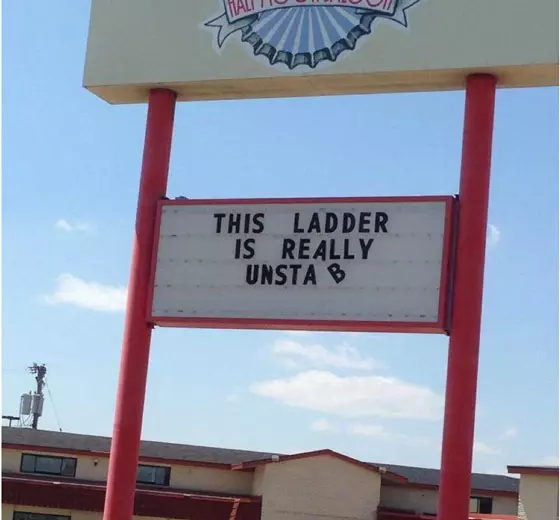 THIS LADDER
IS REALLY
UNSTA B